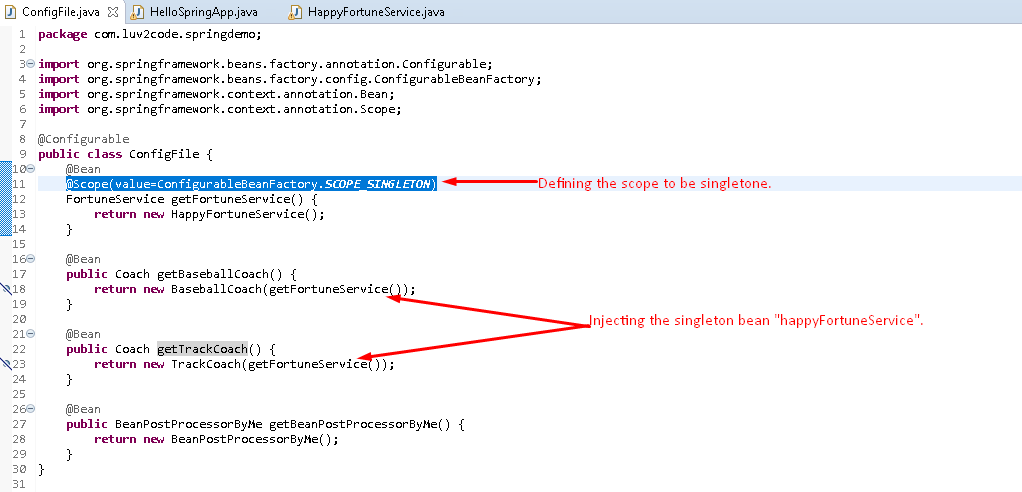 ConfigFile.java HelloSpringApp.java HappyFortuneService.java
1 package com.luv2code.springdemo;
2
3 import org.springframework.beans.factory.annotation.Configurable;
4 import org.springframework.beans.factory.config.ConfigurableBeanFactory;
5 import org.springframework.context.annotation.Bean;
6 import org.springframework.context.annotation.Scope;
7
8 @Configurable
9 public class ConfigFile {
10 @Bean
11 @Scope(value=ConfigurableBeanFactory.SCOPE_SINGLETON) Defining the scope to be singletone.
12 FortuneService getFortuneService() {
13 return new HappyFortuneService();
14 }
15
16 @Bean
17 public Coach getBaseballCoach() {
18 return new BaseballCoach(getFortuneService());
19 }
20 Injecting the singleton bean "happyFortuneService".
21 @Bean
22 public Coach getTrackCoach() {
23 return new TrackCoach(getFortuneService());
24 }
25
26 @Bean
27 public BeanPostProcessorByMe getBeanPostProcessorByMe() {
28 return new BeanPostProcessorByMe();
29 }
30 }
31